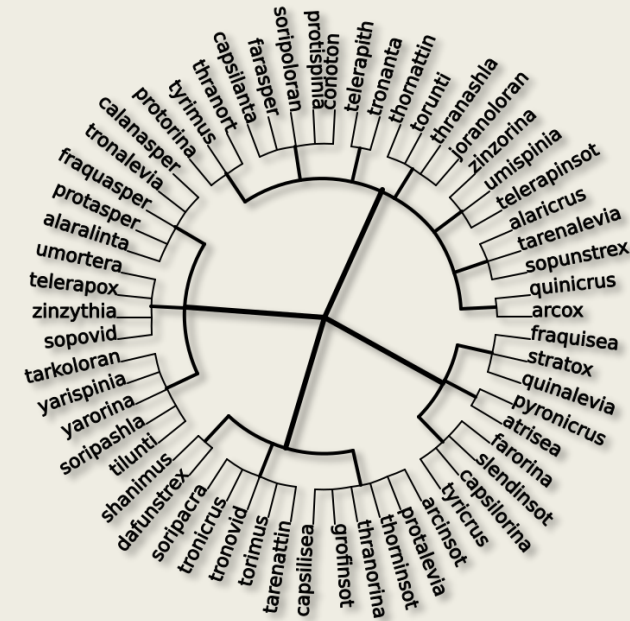 arcox
quinicrus
sopunstrex
tarenalevia
alaricrus
telerapinsot
umispinia
zinzorina
joranoloran
thranashla
torunti
thornattin
tronanta
telerapith
corioton
protispinia
soripoloran
farasper
capsilanta
thranort
tyrimus
protorina
calanasper
tronalevia
fraquasper
protasper
alaralinta
umortera
telerapox
zinzythia
sopovid
tarkoloran
yarispinia
yarorina
soripashla
tilunti
shanimus
dafunstrex
soripacra
tronicrus
tronovid
torimus
tarenattin
capsilisea
grofinsot
thranorina
thorninsot
protalevia
arcinsot
tyricrus
capsilorina
slendinsot
farorina
atrisea
pyronicrus
quinalevia
stratox
fraquisea